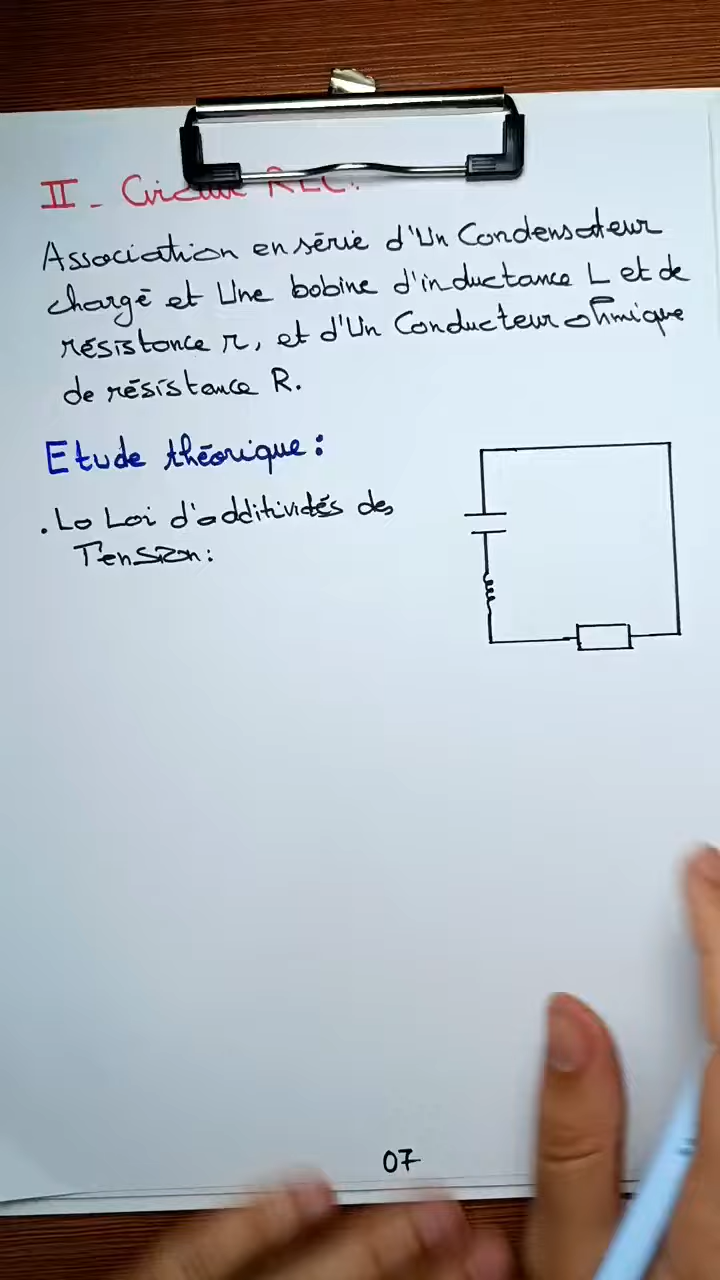 II - Circuit RLC:
Association en série d'Un Condensateur
chargé et Une bobine d'inductance L et de
résistance r, et d'Un Conducteur ohmique
de résistance R.
Etude théorique:
. La Loi d'additivités des
Tension:
07